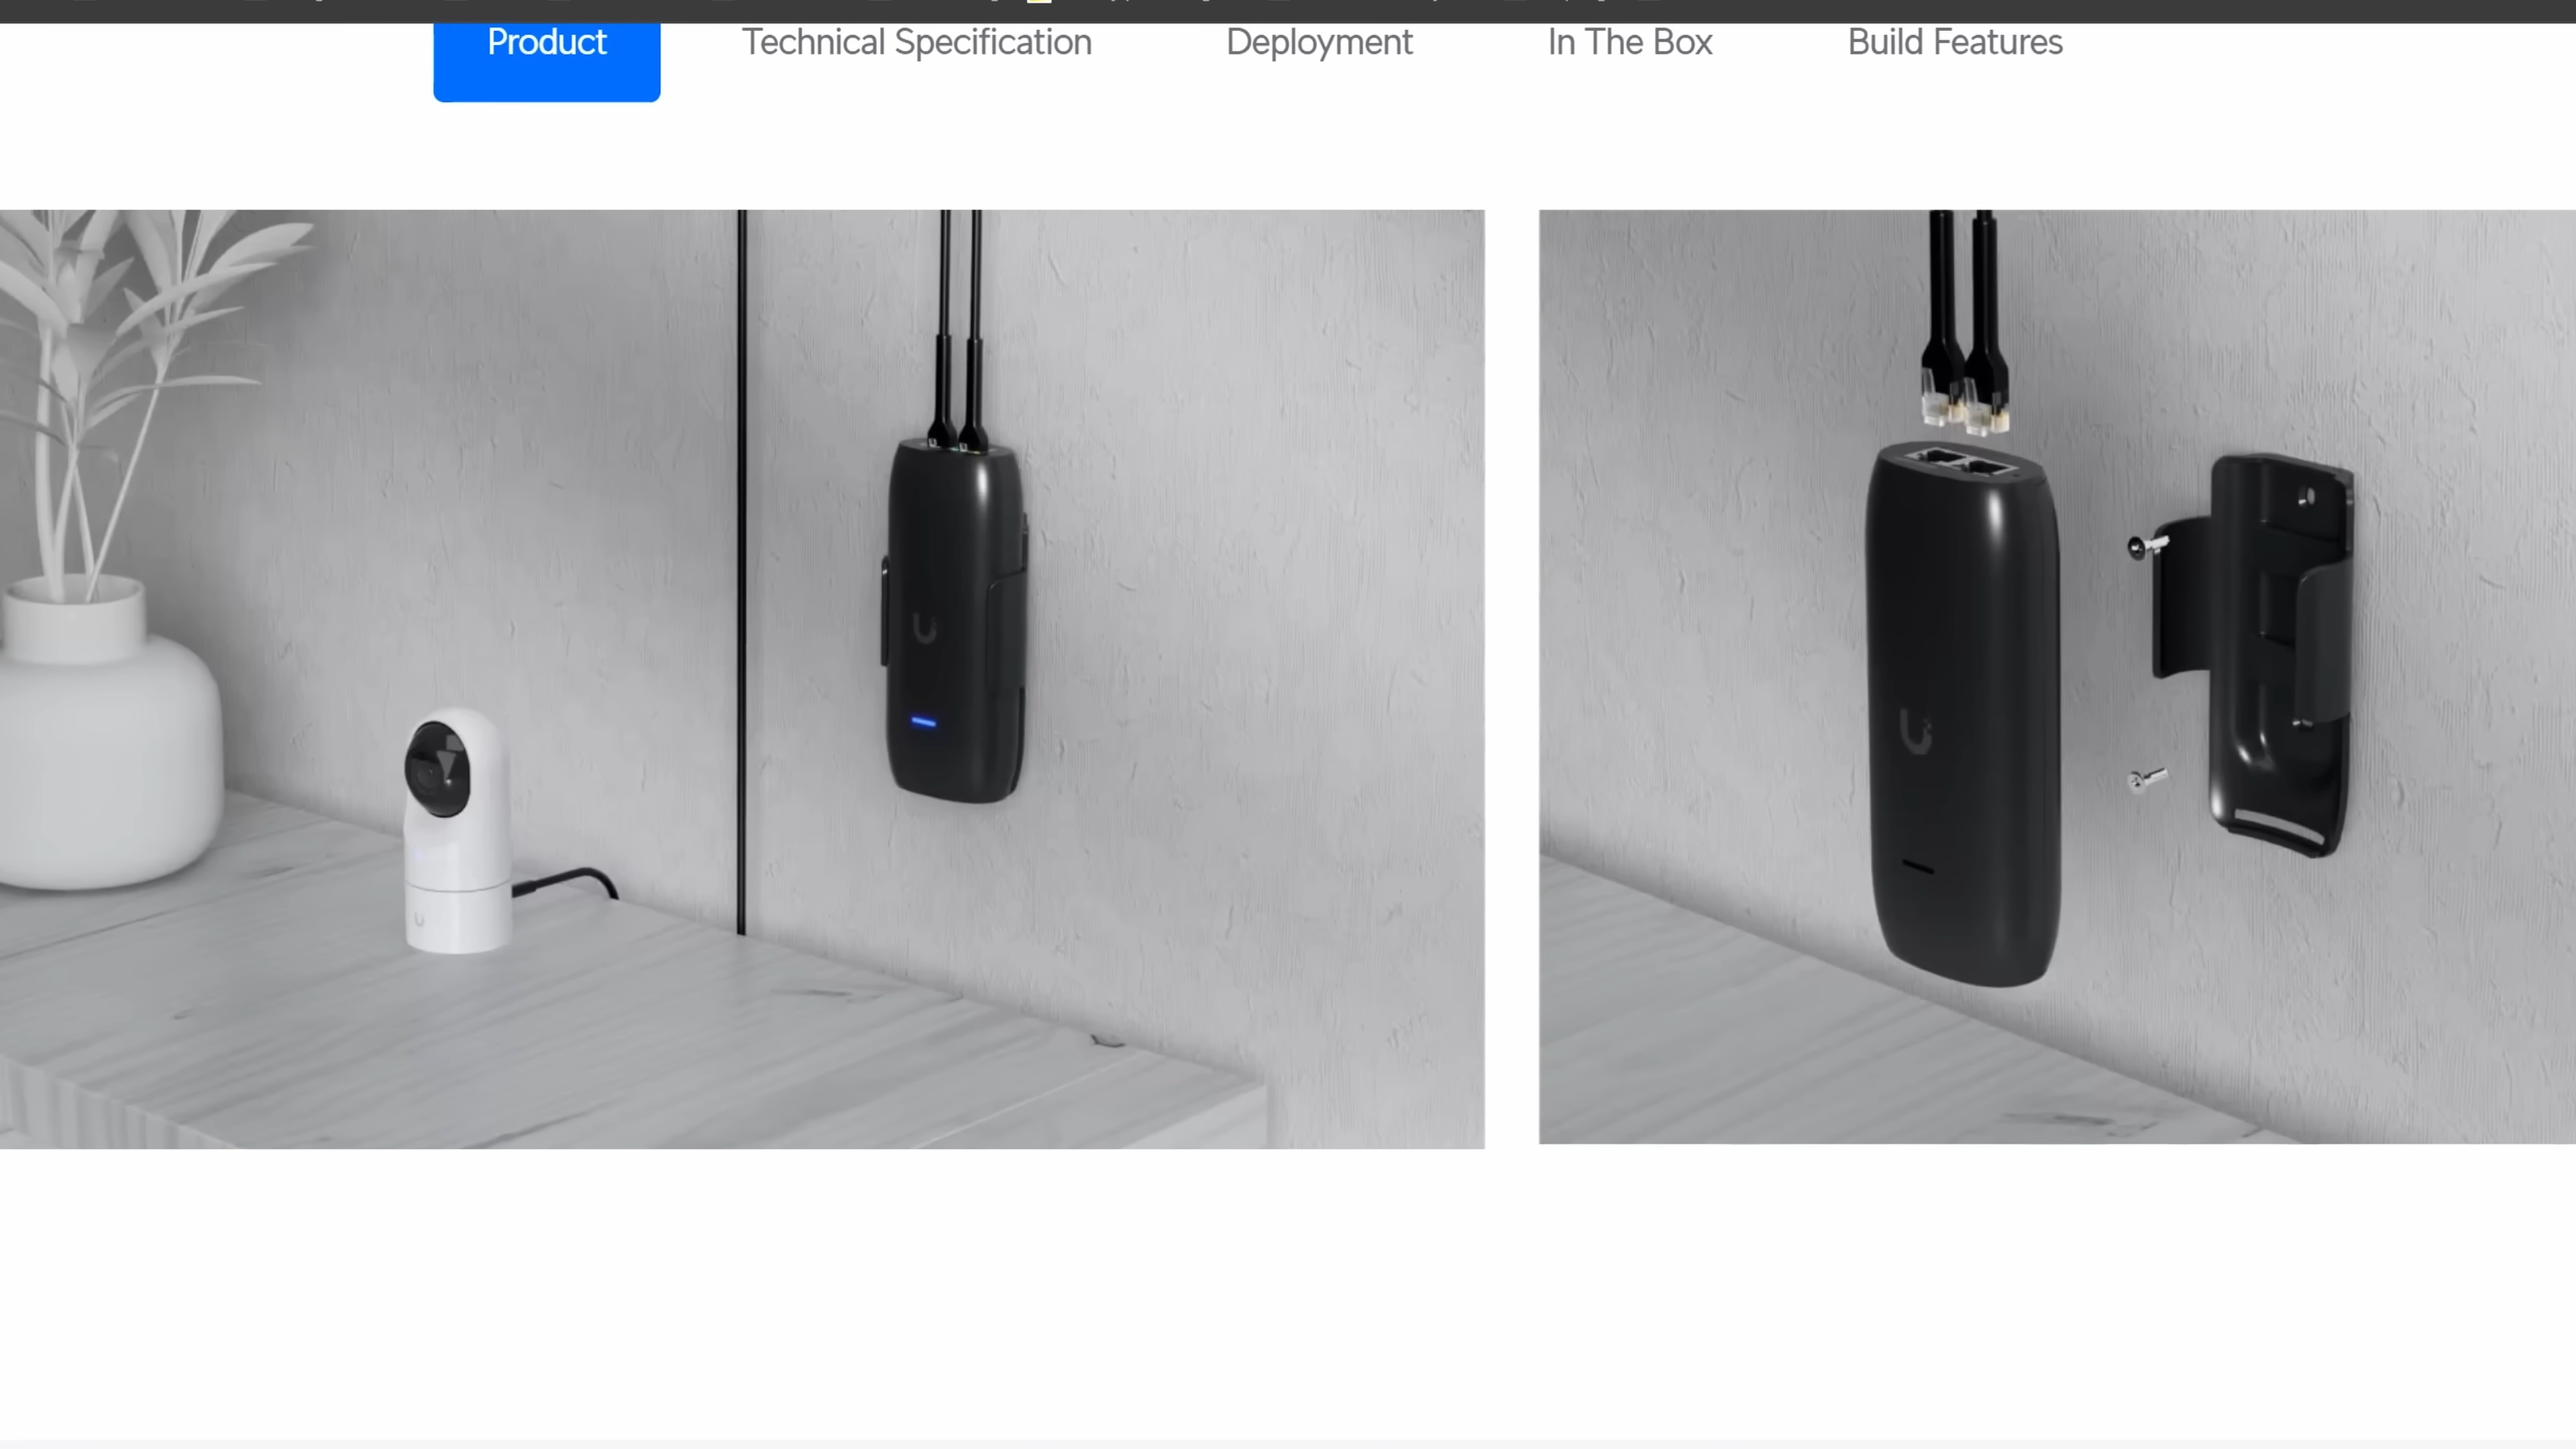 Product
Technical Specification
Deployment
In The Box
Build Features